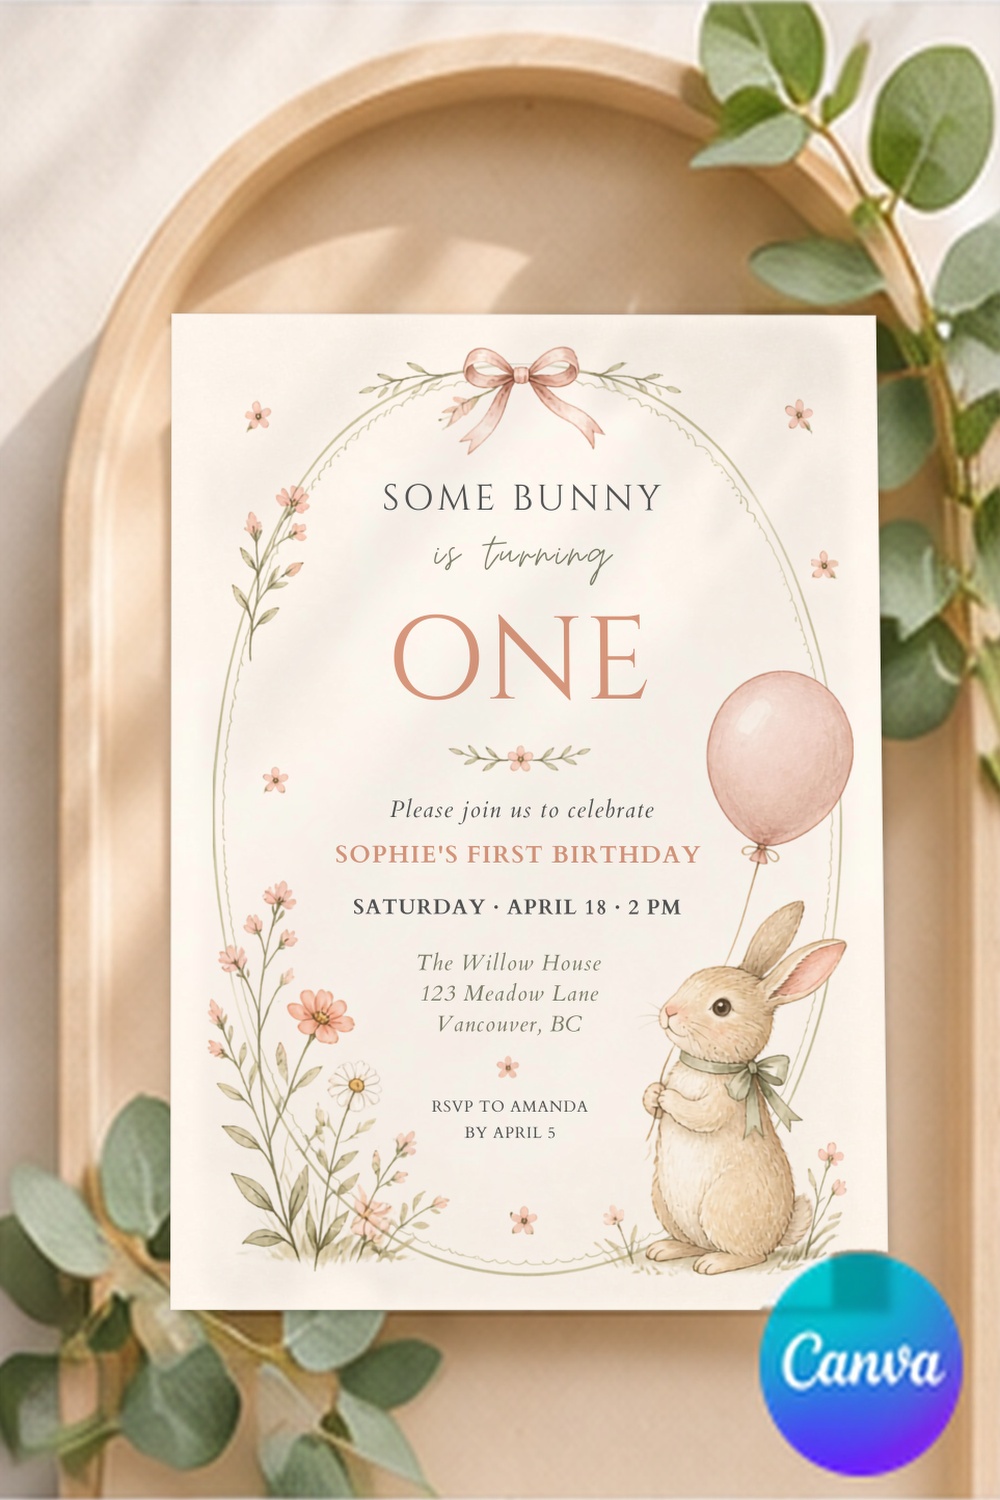 SOME BUNNY
is turning
ONE
Please join us to celebrate
SOPHIE'S FIRST BIRTHDAY
SATURDAY · APRIL 18 · 2 PM
The Willow House
123 Meadow Lane
Vancouver, BC
RSVP TO AMANDA
BY APRIL 5
Canva